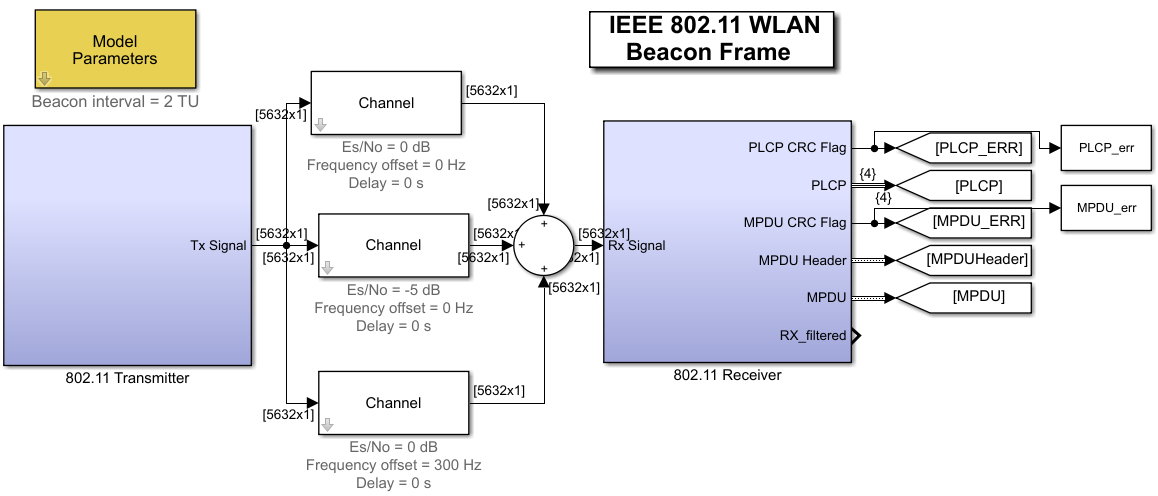 Model
Parameters
Beacon interval = 2 TU
IEEE 802.11 WLAN
Beacon Frame
Tx Signal
802.11 Transmitter
[5632x1]
[5632x1]
[5632x1]
[5632x1]
Channel
Es/No = 0 dB
Frequency offset = 0 Hz
Delay = 0 s
[5632x1]
[5632x1]
Channel
Es/No = -5 dB
Frequency offset = 0 Hz
Delay = 0 s
[5632x
[5632x1]
Channel
Es/No = 0 dB
Frequency offset = 300 Hz
Delay = 0 s
[5632x1]
[5632x1]
+
+
+
[5632x1]
Rx Signal
PLCP CRC Flag
PLCP
MPDU CRC Flag
MPDU Header
MPDU
RX_filtered
802.11 Receiver
{4}
{4}
[PLCP_ERR]
[PLCP]
[MPDU_ERR]
[MPDUHeader]
[MPDU]
PLCP_err
MPDU_err